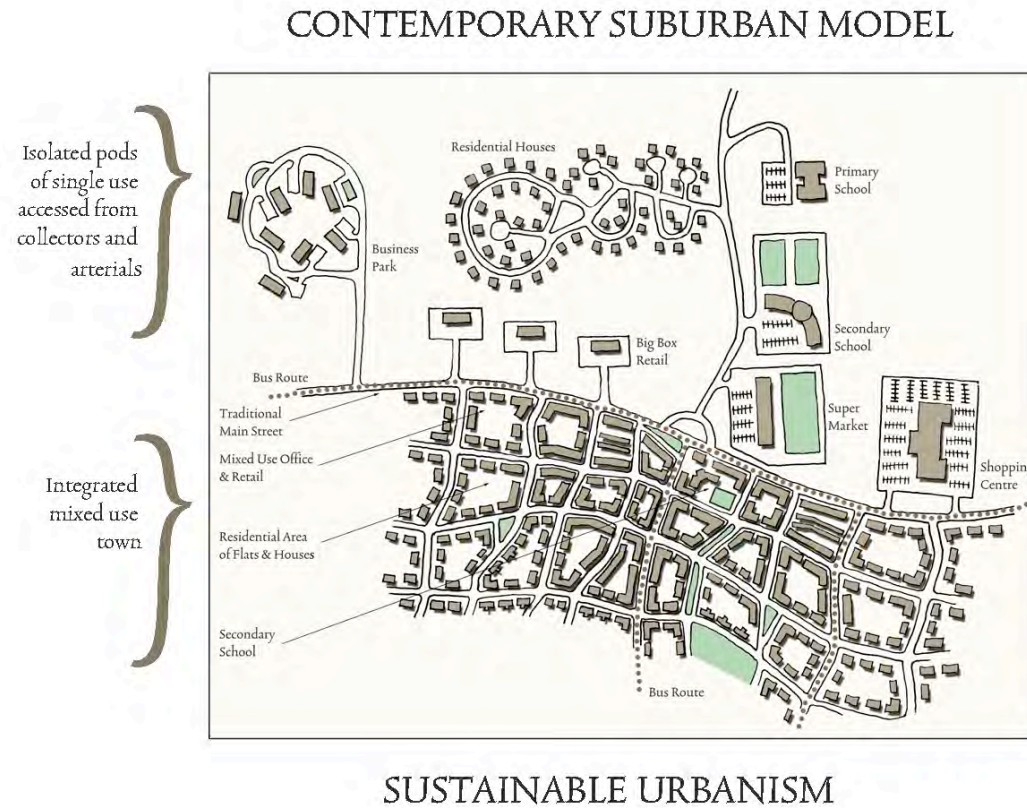 CONTEMPORARY SUBURBAN MODEL
Isolated pods
of single use
accessed from
collectors and
arterials
Residential Houses
Primary
School
Business
Park
Secondary
School
Big Box
Retail
Bus Route
Traditional
Main Street
Super
Market
Mixed Use Office
& Retail
Shoppin
Centre
Integrated
mixed use
town
Residential Area
of Flats & Houses
Secondary
School
Bus Route
SUSTAINABLE URBANISM